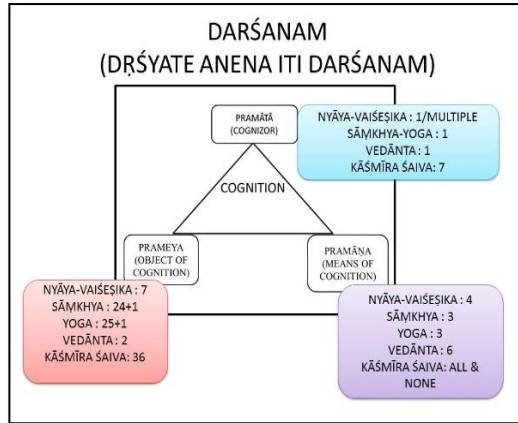 DARŚANAM
(DṚŚYATE ANENA ITI DARŚANAM)
PRAMĀTĀ
(COGNIZOR)
NYĀYA-VAIŚEṢIKA : 1/MULTIPLE
SĀṂKHYA-YOGA : 1
VEDĀNTA : 1
KĀŚMĪRA ŚAIVA: 7
COGNITION
PRAMEYA
(OBJECT OF
COGNITION)
PRAMĀṆA
(MEANS OF
COGNITION)
NYĀYA-VAIŚEṢIKA : 7
SĀṂKHYA : 24+1
YOGA : 25+1
VEDĀNTA : 2
KĀŚMĪRA ŚAIVA: 36
NYĀYA-VAIŚEṢIKA : 4
SĀṂKHYA : 3
YOGA : 3
VEDĀNTA : 6
KĀŚMĪRA ŚAIVA: ALL &
NONE